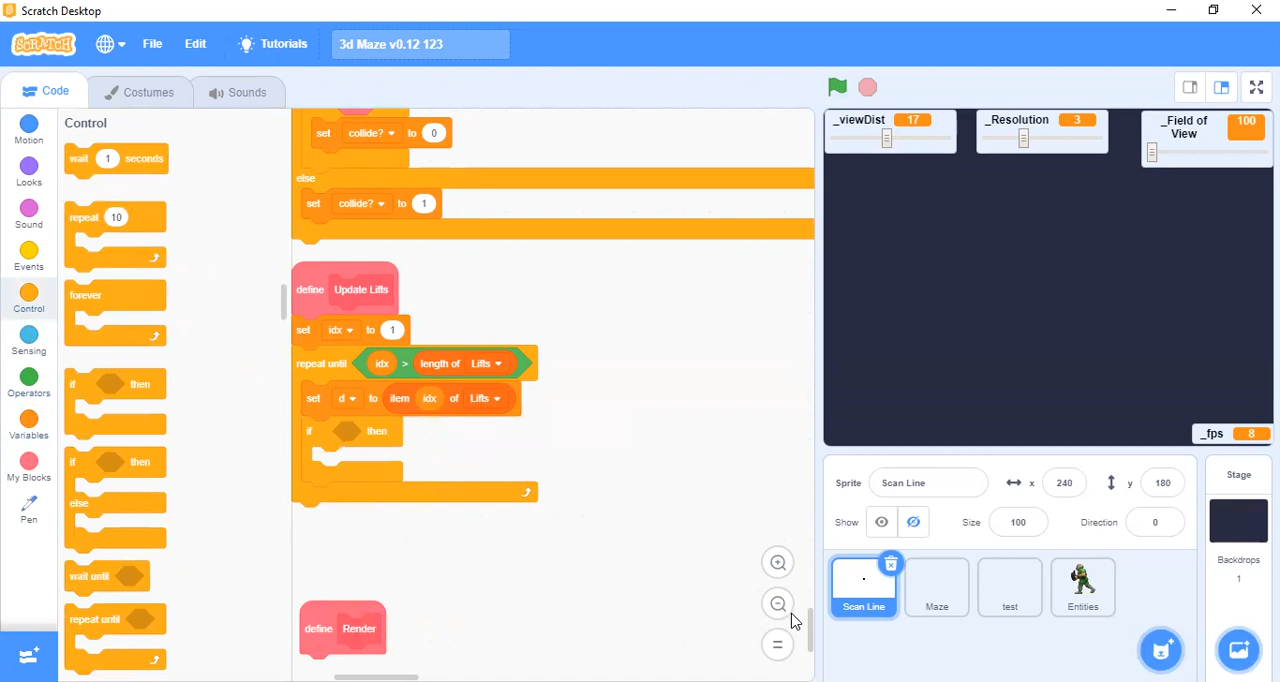 Scratch Desktop
SCRATCH File Edit Tutorials 3d Maze v0.12 123
Code Costumes Sounds
Motion
Looks
Sound
Events
Control
Sensing
Operators
Variables
My Blocks
Pen
Control
wait 1 seconds
repeat 10
forever
if then
if then
else
wait until
repeat until
set collide? to 0
else
set collide? to 1
define Update Lifts
set idx to 1
repeat until idx > length of Lifts
set d to item idx of Lifts
if then
define Render
_viewDist 17
_Resolution 3
_Field of View 100
_fps 8
Sprite Scan Line x 240 y 180
Show Size 100 Direction 0
Scan Line
Maze
test
Entities
Stage
Backdrops
1